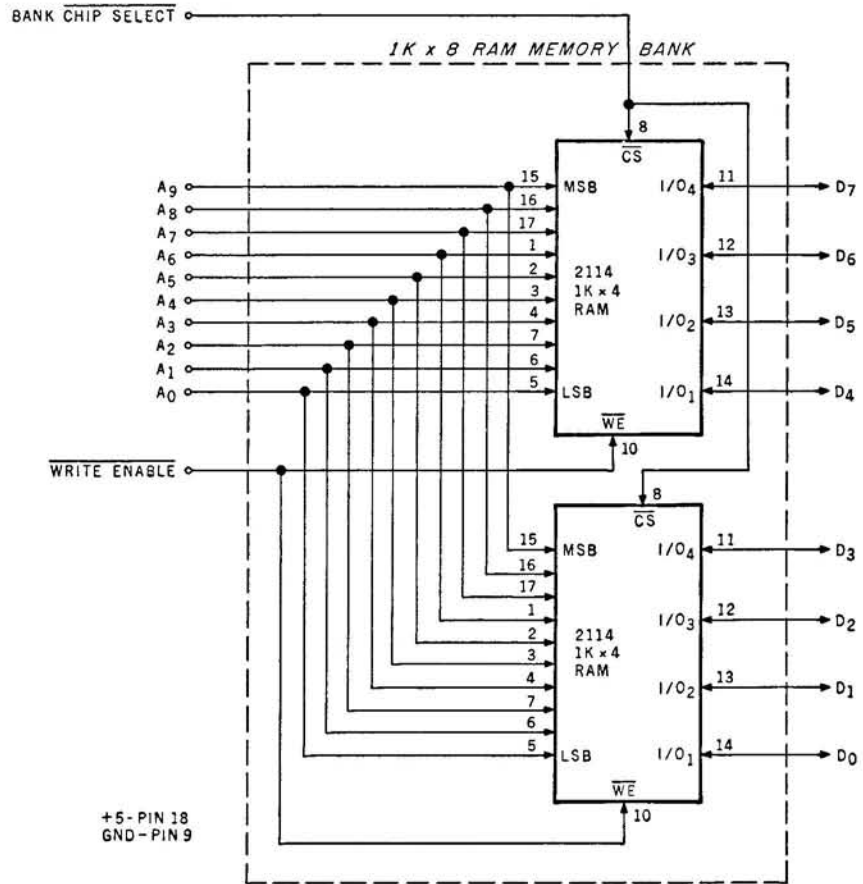 BANK CHIP SELECT
1K x 8 RAM MEMORY BANK
8
CS
A9 15 MSB I/O4 11 D7
A8 16
A7 17
A6 1 I/O3 12 D6
A5 2 2114
A4 3 1K x 4
A3 4 RAM I/O2 13 D5
A2 7
A1 6
A0 5 LSB I/O1 14 D4
WE
10
WRITE ENABLE
8
CS
15 MSB I/O4 11 D3
16
17
1 I/O3 12 D2
2 2114
3 1K x 4
RAM
4 I/O2 13 D1
7
6
5 LSB I/O1 14 D0
WE
10
+5-PIN 18
GND-PIN 9